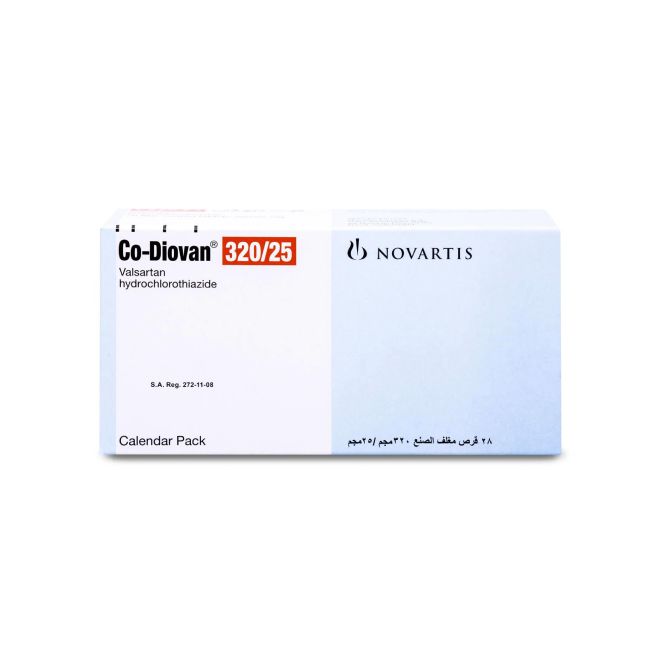 Co-Diovan® 320/25
Valsartan
hydrochlorothiazide
S.A. Reg. 272-11-08
Calendar Pack
NOVARTIS
٢٨ قرص مغلف الصنع ٣٢٠مجم /٢٥مجم